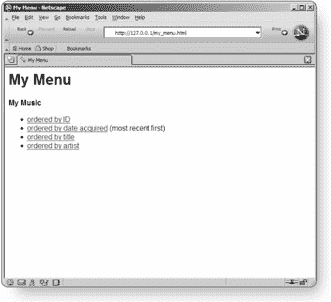 My Menu - Netscape
File Edit View Go Bookmarks Tools Window Help
Back Forward Reload Stop http://127.0.0.1/my_menu.html Print
Home Shop Bookmarks
My Menu
My Menu
My Music
ordered by ID
ordered by date acquired (most recent first)
ordered by title
ordered by artist